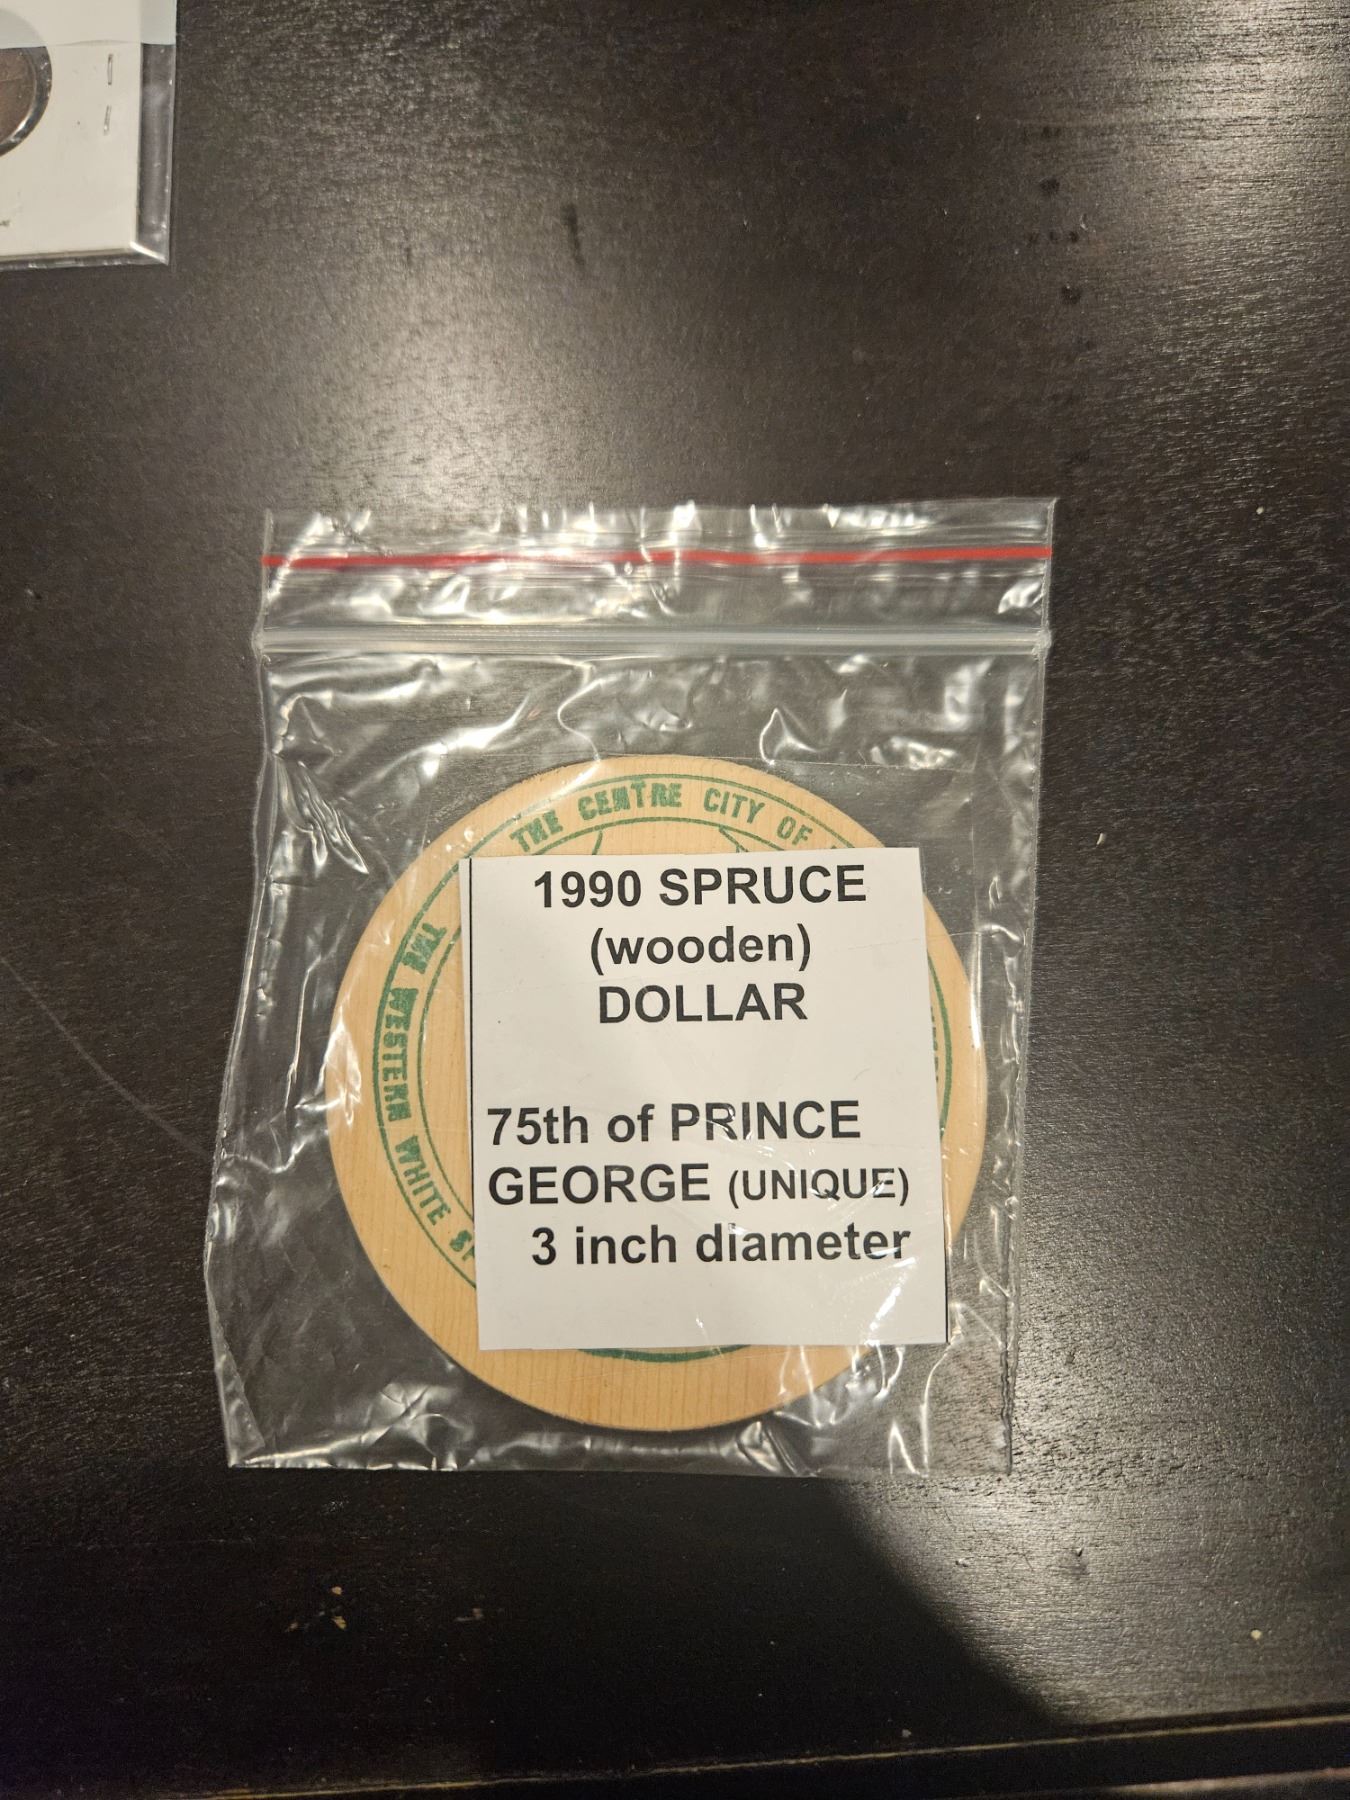 THE CENTRE CITY OF
THE WESTERN WHITE
1990 SPRUCE
(wooden)
DOLLAR
75th of PRINCE
GEORGE (UNIQUE)
3 inch diameter